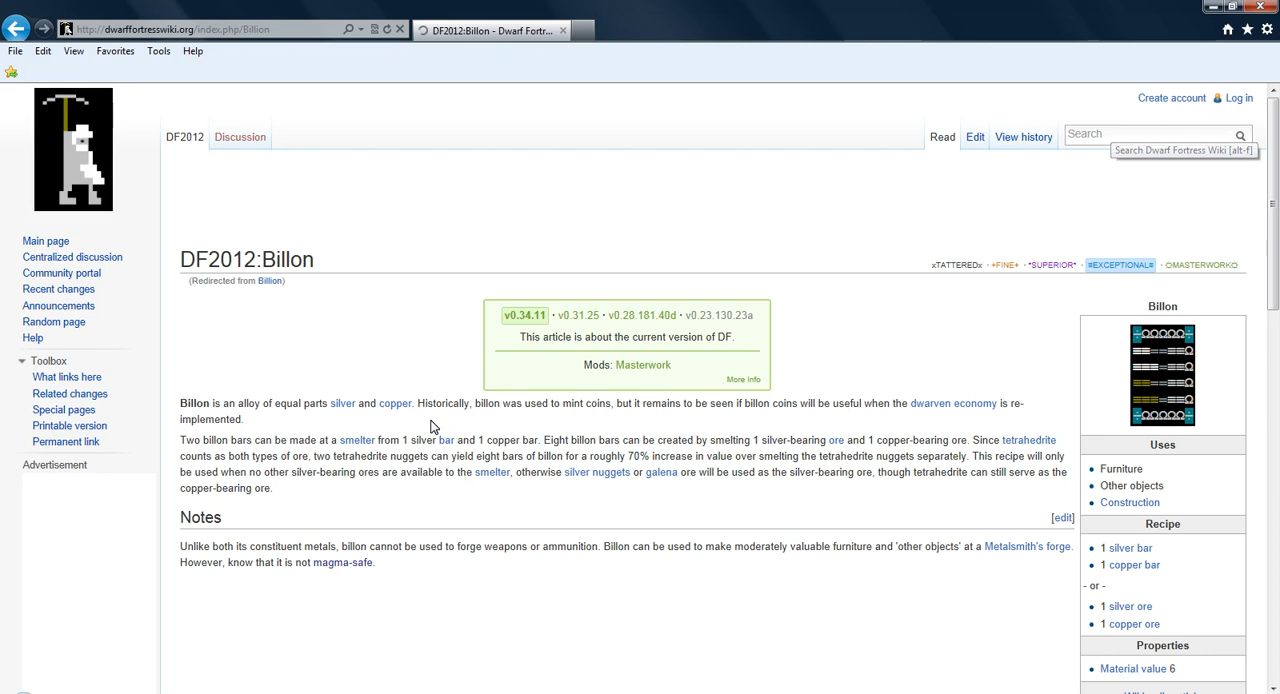 http://dwarffortresswiki.org/index.php/Billon
DF2012:Billon - Dwarf Fortr...
File Edit View Favorites Tools Help
Create account Log in
DF2012 Discussion Read Edit View history Search
Search Dwarf Fortress Wiki [alt-f]
Main page
Centralized discussion
Community portal
Recent changes
Announcements
Random page
Help
Toolbox
What links here
Related changes
Special pages
Printable version
Permanent link
Advertisement
DF2012:Billon
xTATTEREDx · +FINE+ · *SUPERIOR* · ≡EXCEPTIONAL≡ · ☼MASTERWORK☼
(Redirected from Billon)
v0.34.11 · v0.31.25 · v0.28.181.40d · v0.23.130.23a
This article is about the current version of DF.
Mods: Masterwork
More Info
Billon is an alloy of equal parts silver and copper. Historically, billon was used to mint coins, but it remains to be seen if billon coins will be useful when the dwarven economy is re-
implemented.
Two billon bars can be made at a smelter from 1 silver bar and 1 copper bar. Eight billon bars can be created by smelting 1 silver-bearing ore and 1 copper-bearing ore. Since tetrahedrite
counts as both types of ore, two tetrahedrite nuggets can yield eight bars of billon for a roughly 70% increase in value over smelting the tetrahedrite nuggets separately. This recipe will only
be used when no other silver-bearing ores are available to the smelter, otherwise silver nuggets or galena ore will be used as the silver-bearing ore, though tetrahedrite can still serve as the
copper-bearing ore.
Notes [edit]
Unlike both its constituent metals, billon cannot be used to forge weapons or ammunition. Billon can be used to make moderately valuable furniture and 'other objects' at a Metalsmith's forge.
However, know that it is not magma-safe.
Billon
Uses
Furniture
Other objects
Construction
Recipe
1 silver bar
1 copper bar
- or -
1 silver ore
1 copper ore
Properties
Material value 6